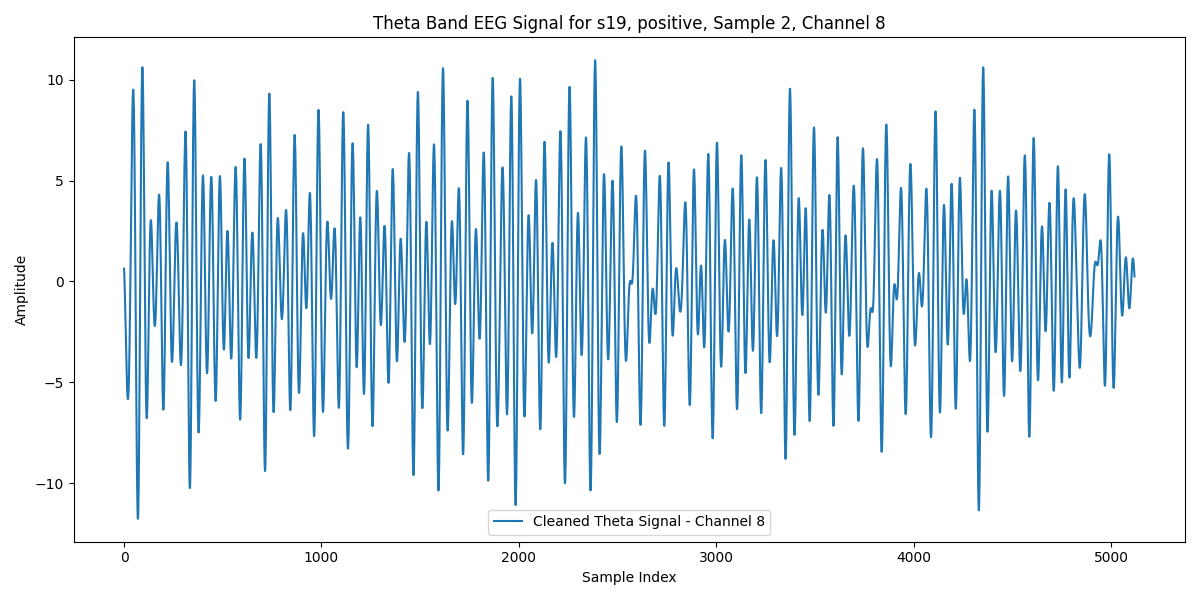 Theta Band EEG Signal for s19, positive, Sample 2, Channel 8
Amplitude
10
5
0
−5
−10
Cleaned Theta Signal - Channel 8
0 1000 2000 3000 4000 5000
Sample Index